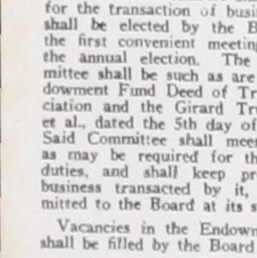 for the transaction of busi
shall be elected by the B
the first convenient meeting
the annual election. The
mittee shall be such as are
dowment Fund Deed of Tr
ciation and the Girard Tru
et al., dated the 5th day of
Said Committee shall mee
as may be required for th
duties, and shall keep pr
business transacted by it,
mitted to the Board at its s
Vacancies in the Endown
shall be filled by the Board